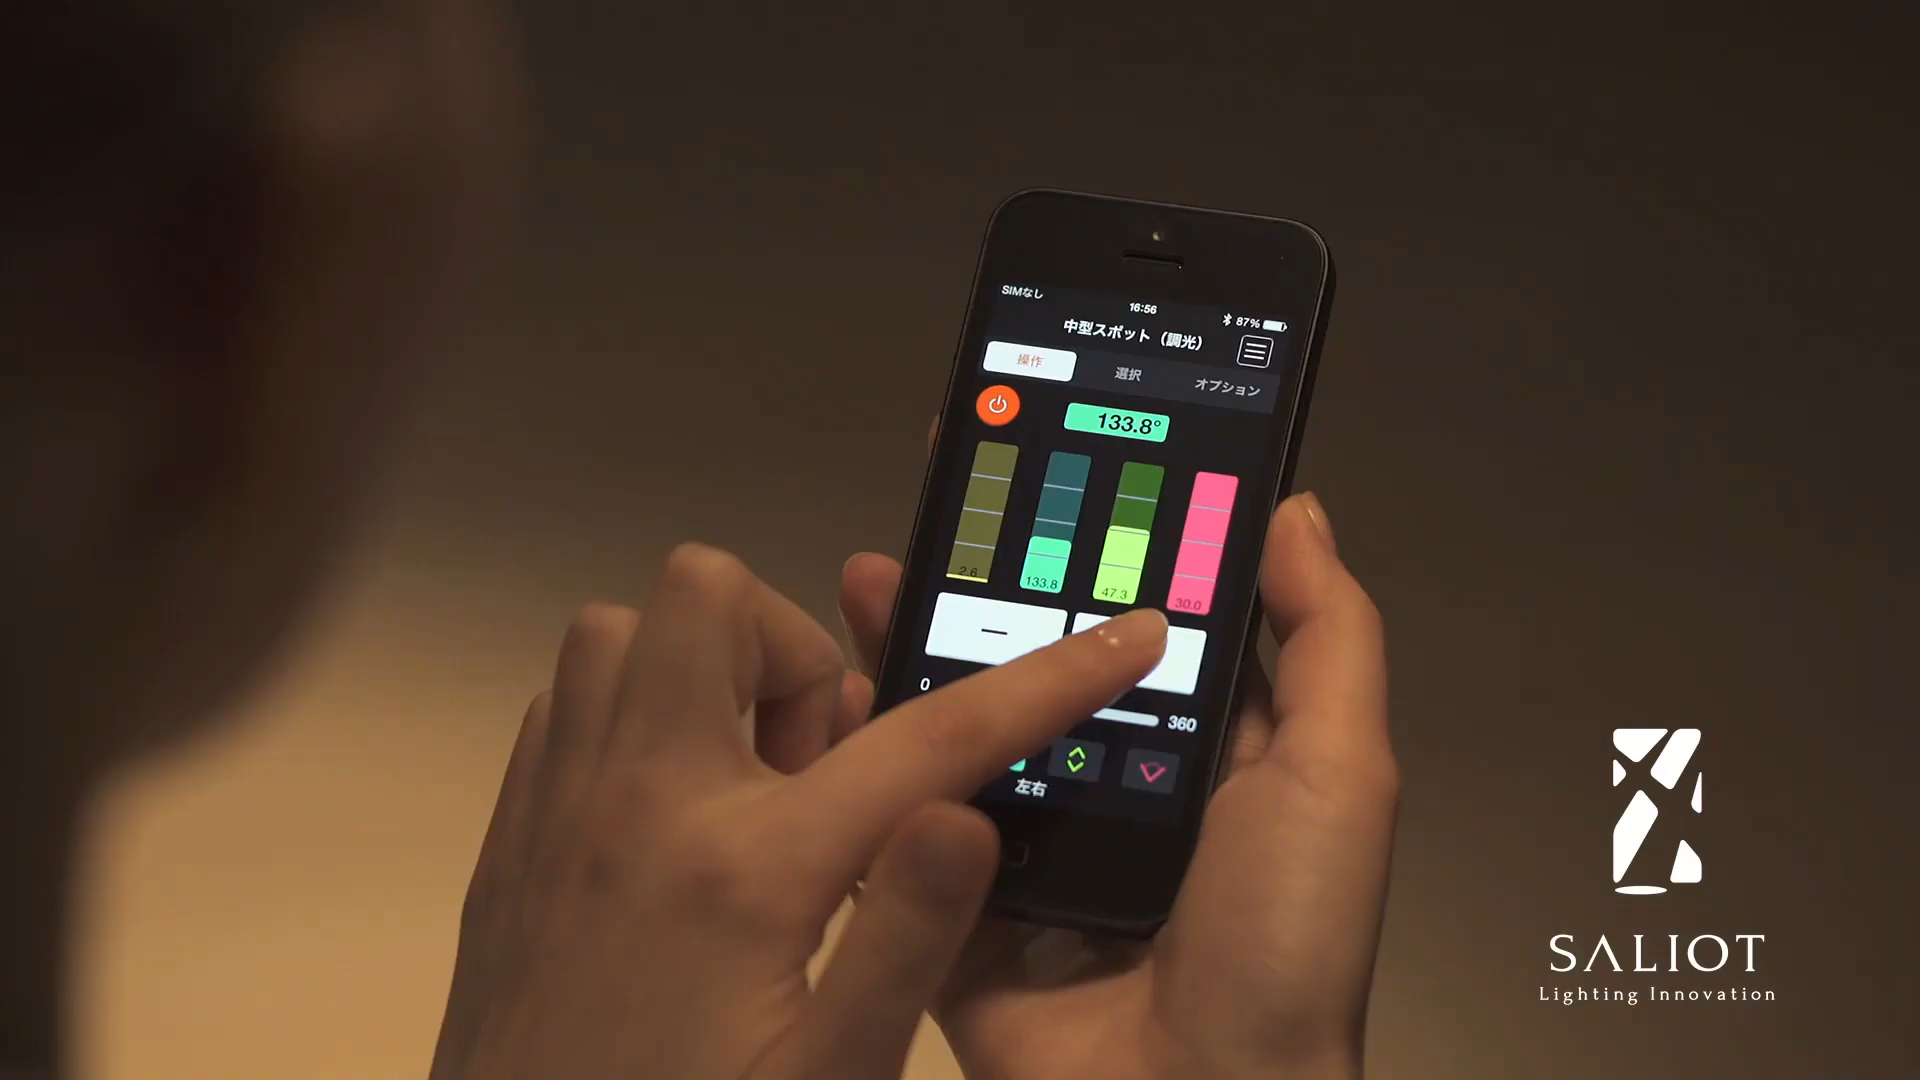 SIMなし
16:56
87%
中型スポット（調光）
操作
選択
オプション
133.8°
2.6
133.8
47.3
30.0
0
360
左右
SALIOT
Lighting Innovation